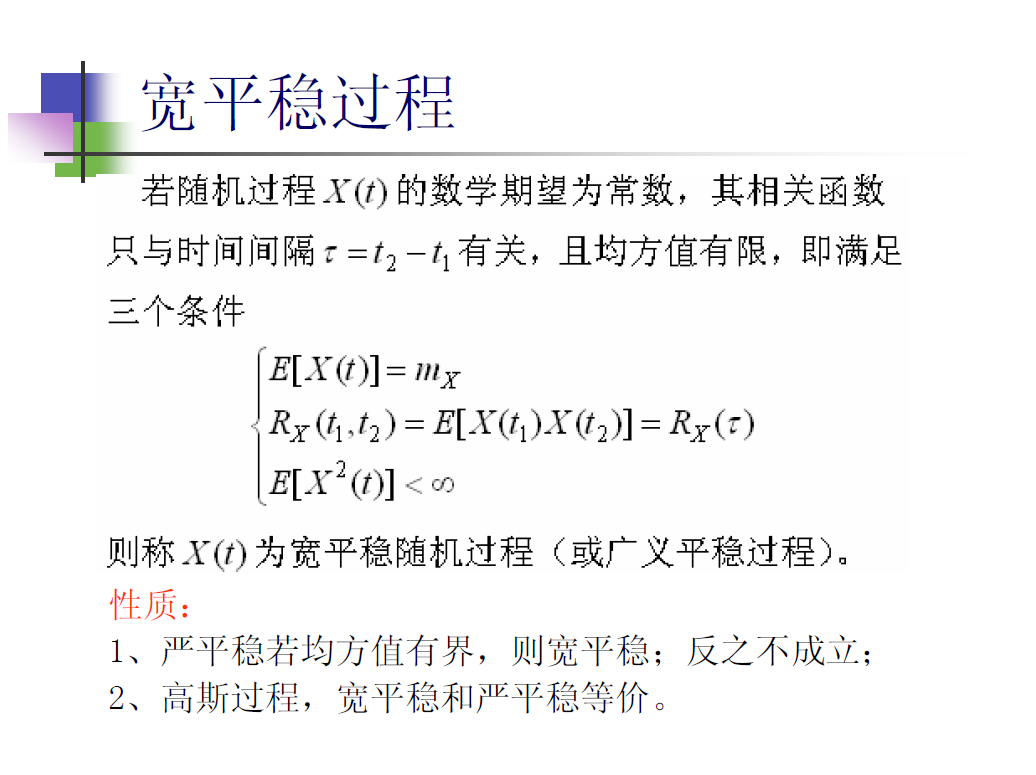 宽平稳过程
若随机过程 X(t) 的数学期望为常数，其相关函数
只与时间间隔 τ = t₂ − t₁ 有关，且均方值有限，即满足
三个条件
E[X(t)] = m_X
R_X(t₁,t₂) = E[X(t₁)X(t₂)] = R_X(τ)
E[X²(t)] < ∞
则称 X(t) 为宽平稳随机过程（或广义平稳过程）。
性质：
1、严平稳若均方值有界，则宽平稳；反之不成立；
2、高斯过程，宽平稳和严平稳等价。